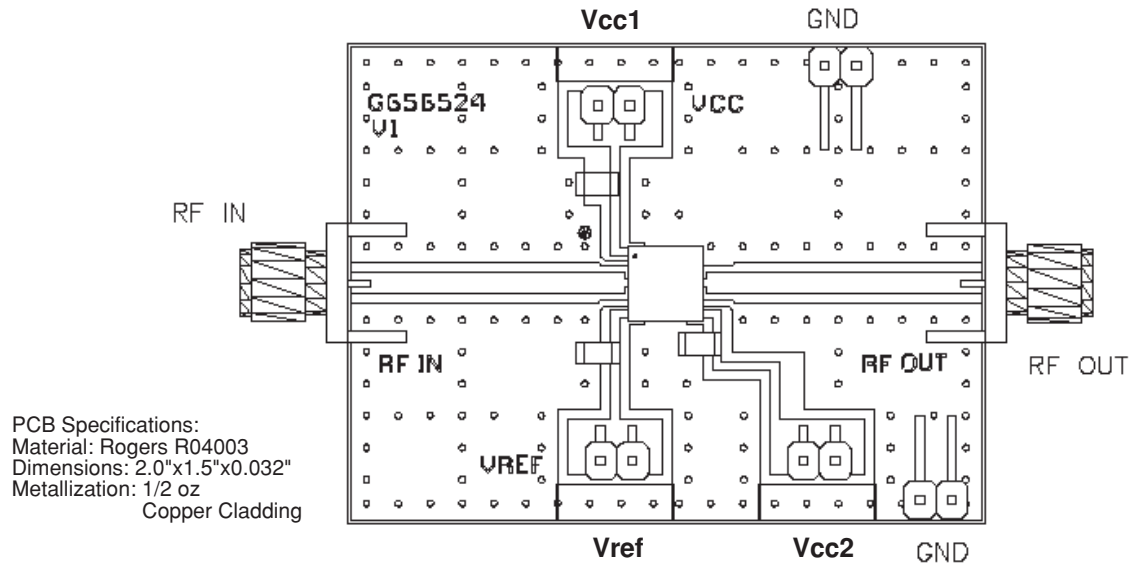 Vcc1
GND
G656524
V1
VCC
RF IN
RF IN
RF OUT
RF OUT
PCB Specifications:
Material: Rogers R04003
Dimensions: 2.0"x1.5"x0.032"
Metallization: 1/2 oz
Copper Cladding
VREF
Vref
Vcc2
GND